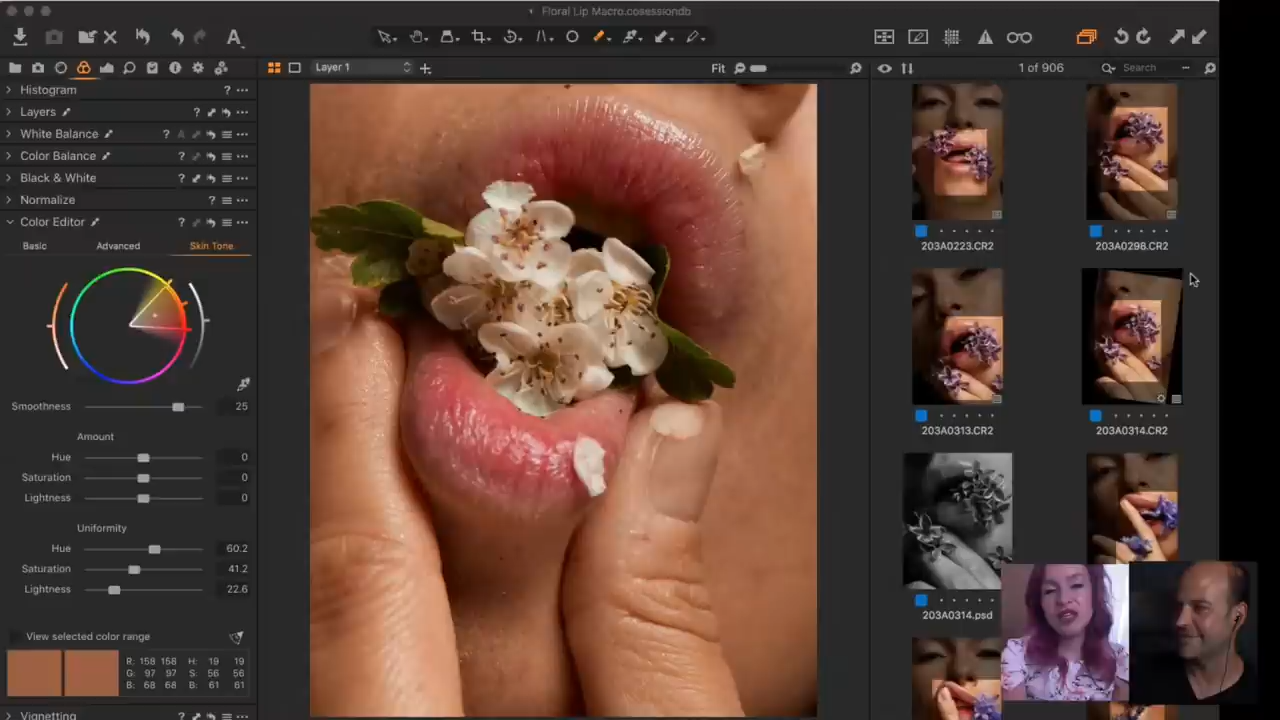 Floral Lip Macro.cosessiondb
A
Layer 1
Fit
1 of 906
Search
Histogram
?
Layers
?
White Balance
? A
Color Balance
?
Black & White
?
Normalize
?
Color Editor
?
Basic Advanced Skin Tone
Smoothness 25
Amount
Hue 0
Saturation 0
Lightness 0
Uniformity
Hue 60.2
Saturation 41.2
Lightness 22.6
View selected color range
R: 158 158 H: 19 19
G: 97 97 S: 56 56
B: 68 68 B: 61 61
Vignetting
?
203A0223.CR2
203A0298.CR2
203A0313.CR2
203A0314.CR2
203A0314.psd